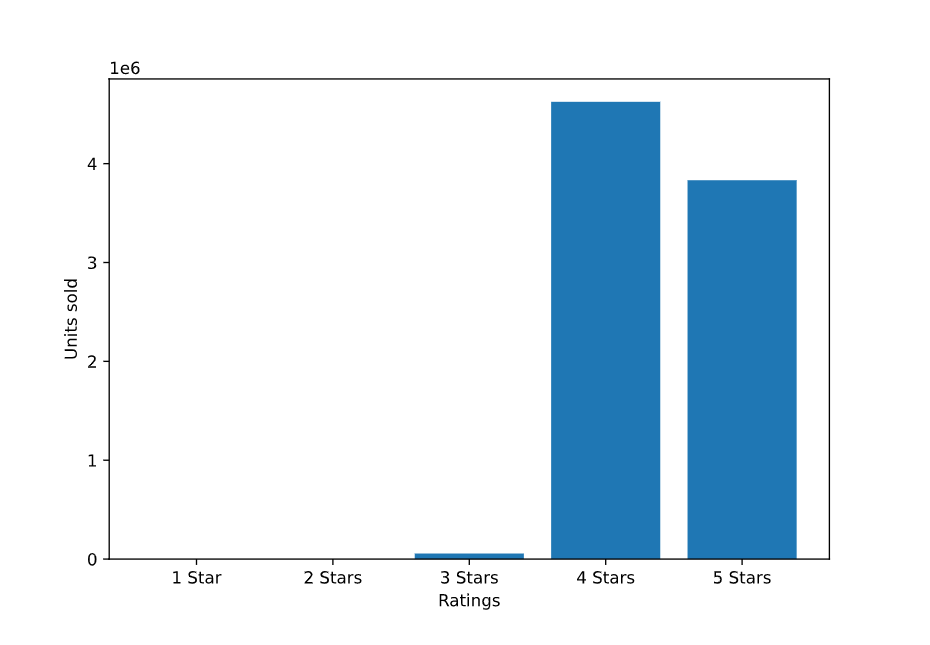 1e6
4
3
2
1
0
Units sold
1 Star
2 Stars
3 Stars
4 Stars
5 Stars
Ratings